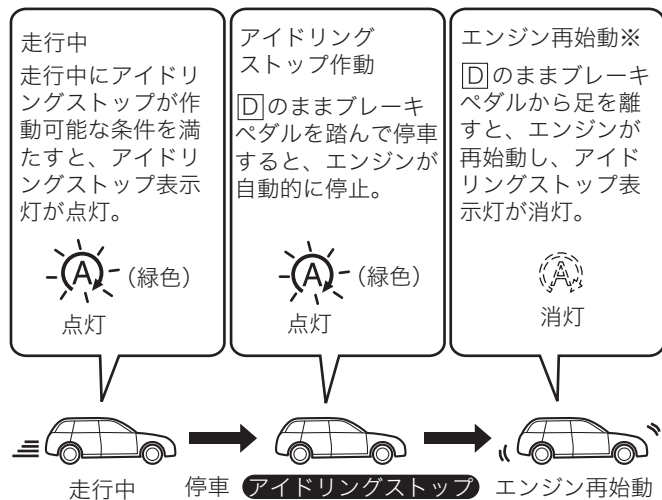 走行中
走行中にアイドリ
ングストップが作
動可能な条件を満
たすと、アイドリ
ングストップ表示
灯が点灯。
A (緑色)
点灯
アイドリング
ストップ作動
Dのままブレーキ
ペダルを踏んで停車
すると、エンジンが
自動的に停止。
A (緑色)
点灯
エンジン再始動※
Dのままブレーキ
ペダルから足を離
すと、エンジンが
再始動し、アイド
リングストップ表
示灯が消灯。
A
消灯
走行中 停車 アイドリングストップ エンジン再始動